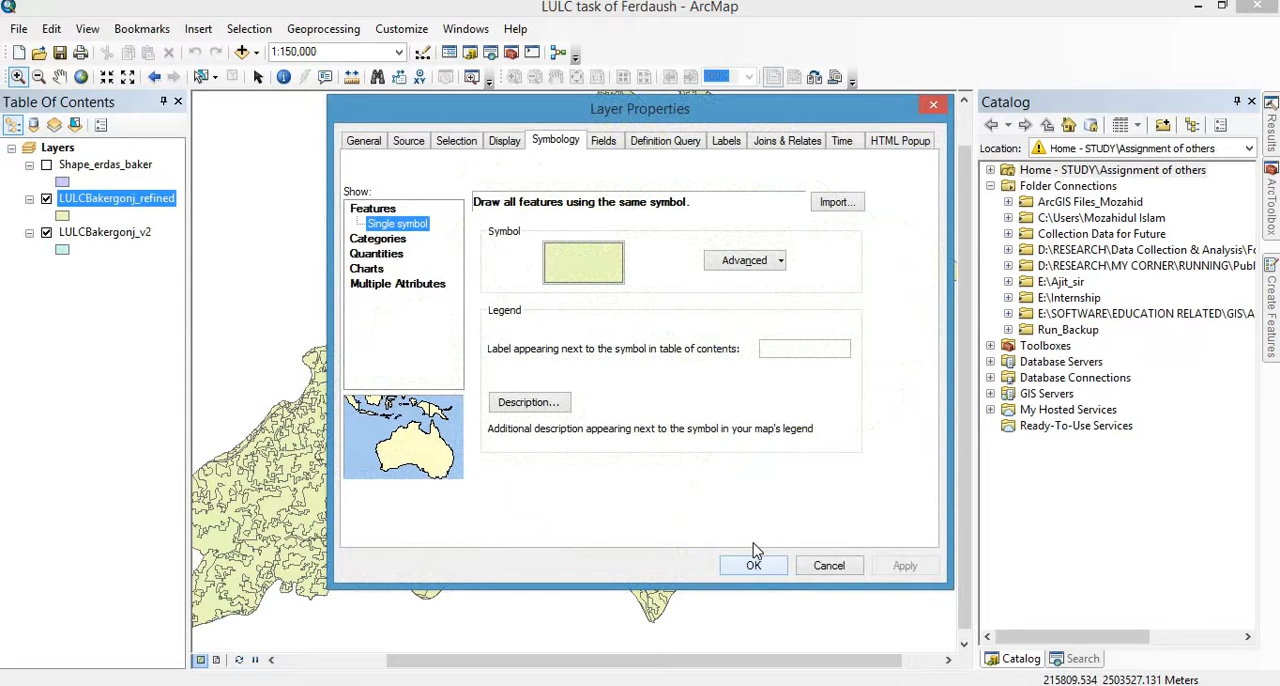 LULC task of Ferdaush - ArcMap
File Edit View Bookmarks Insert Selection Geoprocessing Customize Windows Help
1:150,000
100%
Table Of Contents
Layers
Shape_erdas_baker
LULCBakergonj_refined
LULCBakergonj_v2
Layer Properties
General Source Selection Display Symbology Fields Definition Query Labels Joins & Relates Time HTML Popup
Show:
Features
Single symbol
Categories
Quantities
Charts
Multiple Attributes
Draw all features using the same symbol.
Import...
Symbol
Advanced
Legend
Label appearing next to the symbol in table of contents:
Description...
Additional description appearing next to the symbol in your map's legend
OK Cancel Apply
Catalog
Location: Home - STUDY\Assignment of others
Home - STUDY\Assignment of others
Folder Connections
ArcGIS Files_Mozahid
C:\Users\Mozahidul Islam
Collection Data for Future
D:\RESEARCH\Data Collection & Analysis\Fo
D:\RESEARCH\MY CORNER\RUNNING\Publ
E:\Ajit_sir
E:\Internship
E:\SOFTWARE\EDUCATION RELATED\GIS\A
Run_Backup
Toolboxes
Database Servers
Database Connections
GIS Servers
My Hosted Services
Ready-To-Use Services
Catalog Search
Results
ArcToolbox
Create Features
215809.534 2503527.131 Meters